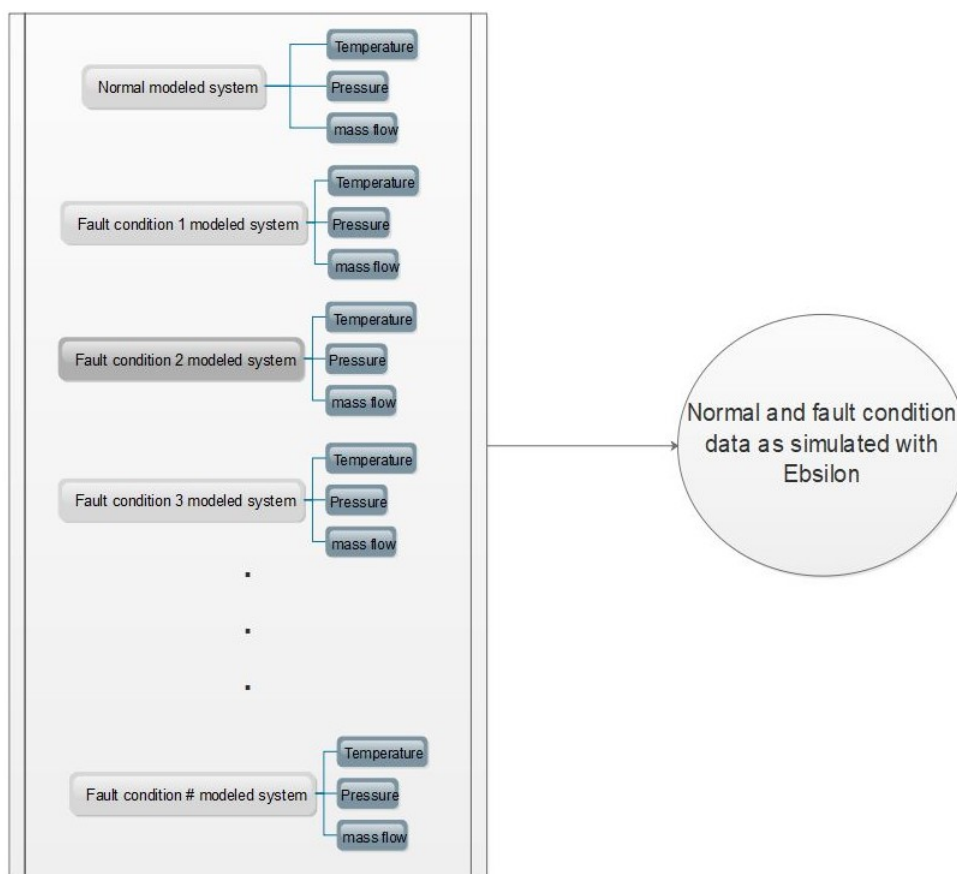 Temperature
Normal modeled system
Pressure
mass flow
Temperature
Fault condition 1 modeled system
Pressure
mass flow
Temperature
Fault condition 2 modeled system
Pressure
mass flow
Temperature
Fault condition 3 modeled system
Pressure
mass flow
.
.
.
Temperature
Fault condition # modeled system
Pressure
mass flow
Normal and fault condition
data as simulated with
Ebsilon